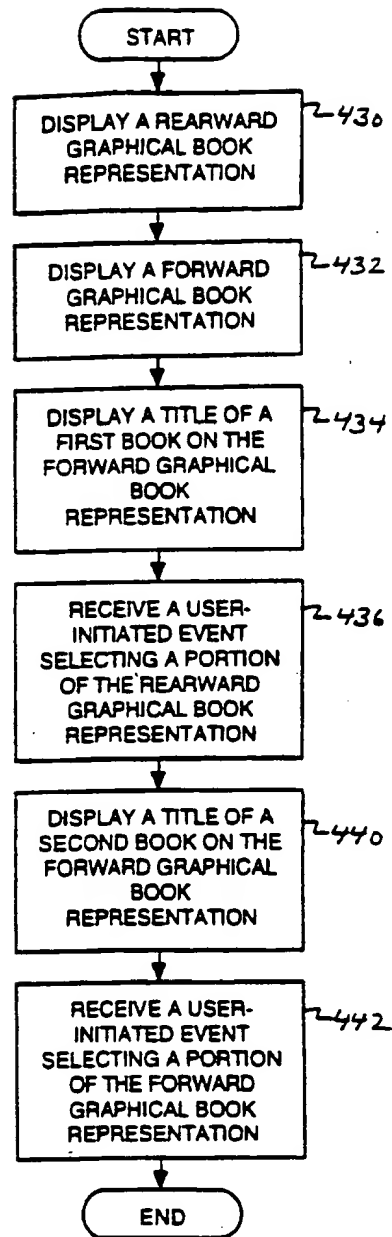 START
DISPLAY A REARWARD
GRAPHICAL BOOK
REPRESENTATION
430
DISPLAY A FORWARD
GRAPHICAL BOOK
REPRESENTATION
432
DISPLAY A TITLE OF A
FIRST BOOK ON THE
FORWARD GRAPHICAL
BOOK
REPRESENTATION
434
RECEIVE A USER-
INITIATED EVENT
SELECTING A PORTION
OF THE REARWARD
GRAPHICAL BOOK
REPRESENTATION
436
DISPLAY A TITLE OF A
SECOND BOOK ON THE
FORWARD GRAPHICAL
BOOK
REPRESENTATION
440
RECEIVE A USER-
INITIATED EVENT
SELECTING A PORTION
OF THE FORWARD
GRAPHICAL BOOK
REPRESENTATION
442
END